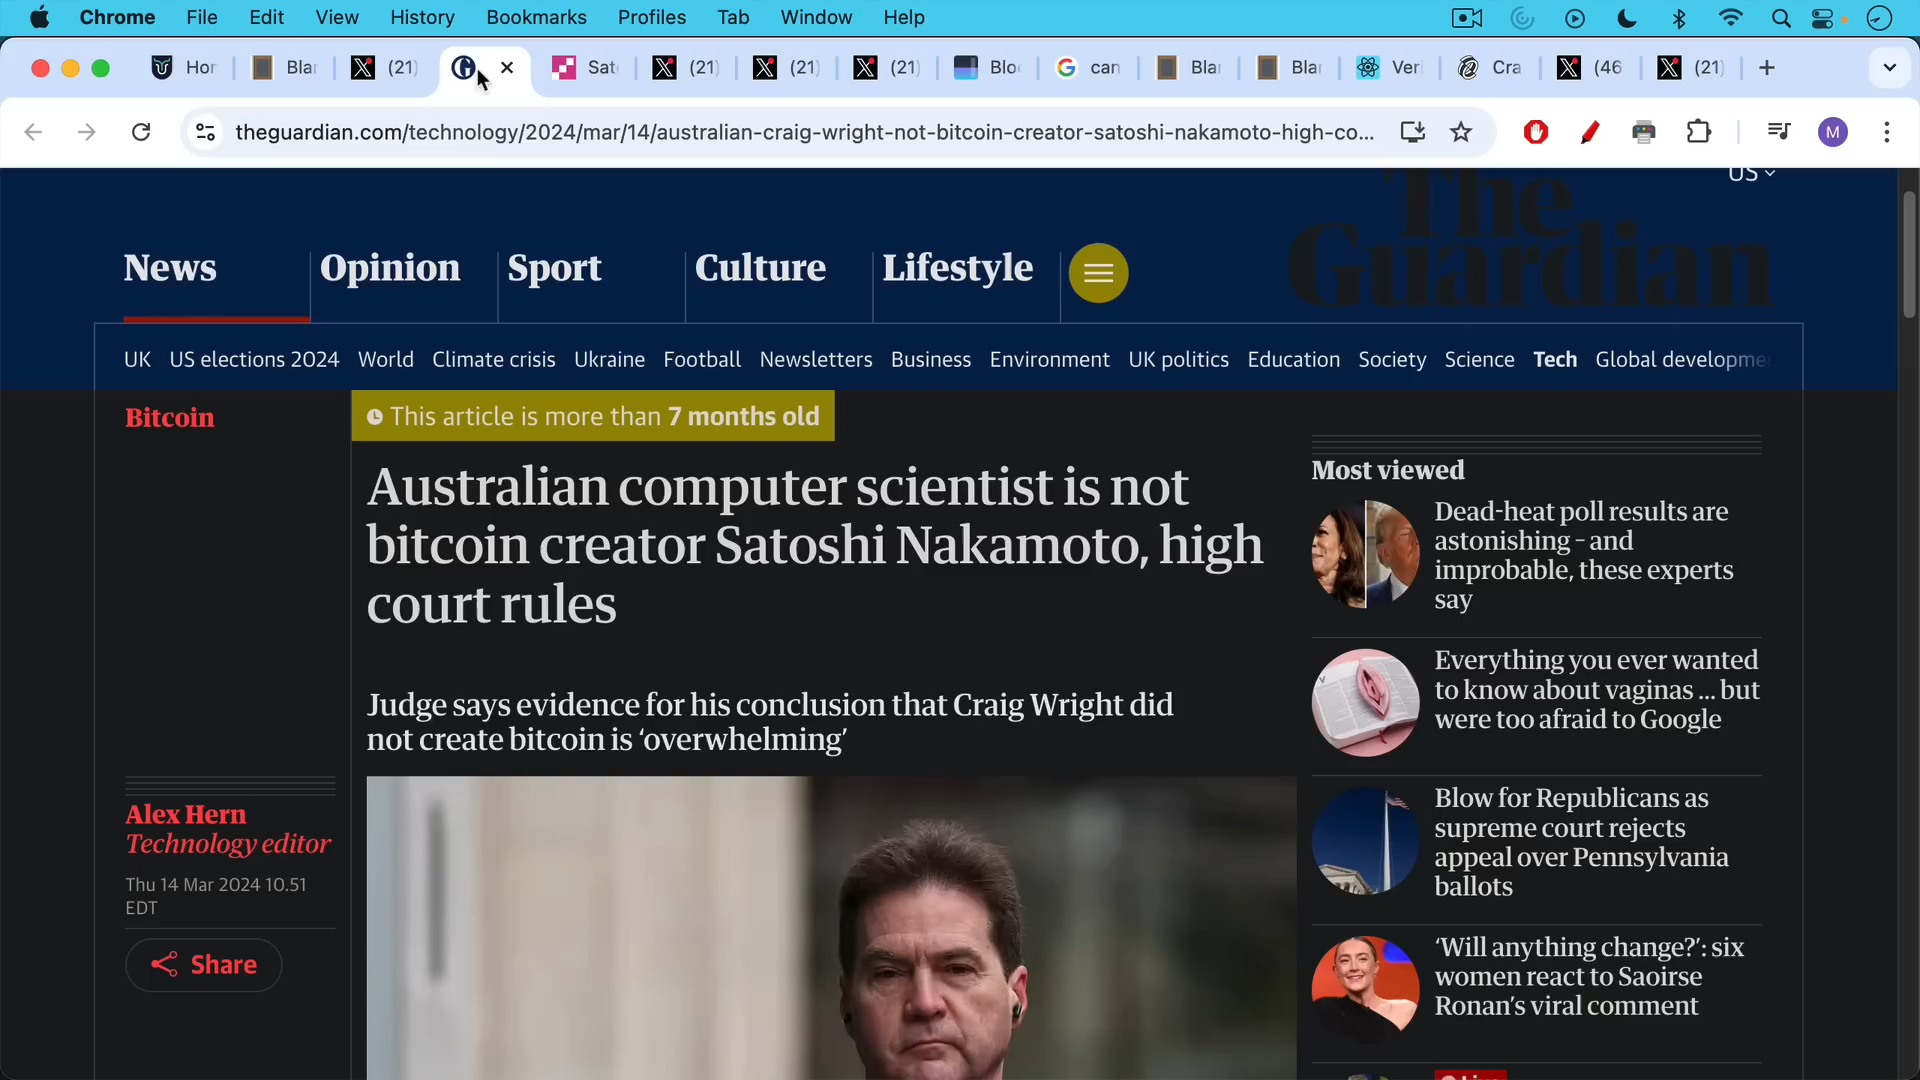 Chrome File Edit View History Bookmarks Profiles Tab Window Help
Hor Bla (21) Sat (21) (21) (21) Blo can Bla Bla Veri Cra (46 (21)
theguardian.com/technology/2024/mar/14/australian-craig-wright-not-bitcoin-creator-satoshi-nakamoto-high-co...
M
US
The
Guardian
News Opinion Sport Culture Lifestyle
UK US elections 2024 World Climate crisis Ukraine Football Newsletters Business Environment UK politics Education Society Science Tech Global developme
Bitcoin
This article is more than 7 months old
Australian computer scientist is not
bitcoin creator Satoshi Nakamoto, high
court rules
Judge says evidence for his conclusion that Craig Wright did
not create bitcoin is ‘overwhelming’
Alex Hern
Technology editor
Thu 14 Mar 2024 10.51
EDT
Share
Most viewed
Dead-heat poll results are
astonishing – and
improbable, these experts
say
Everything you ever wanted
to know about vaginas ... but
were too afraid to Google
Blow for Republicans as
supreme court rejects
appeal over Pennsylvania
ballots
‘Will anything change?’: six
women react to Saoirse
Ronan’s viral comment